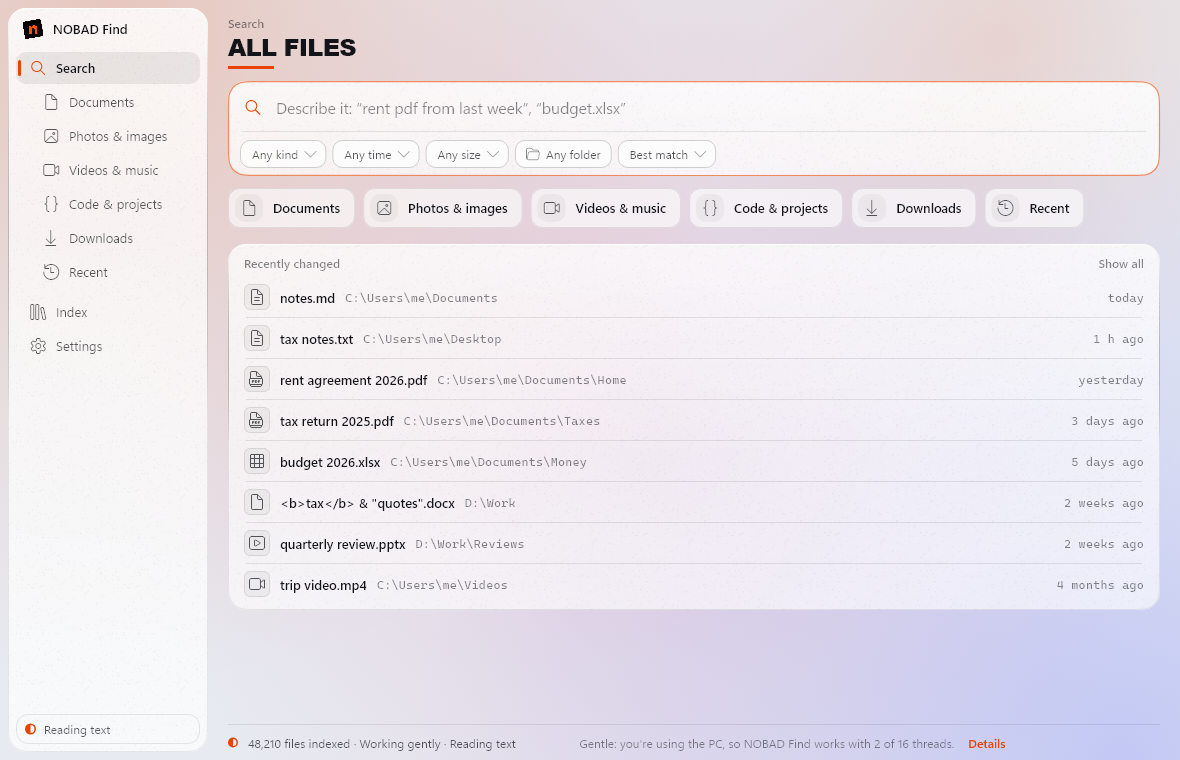 NOBAD Find
Search
Documents
Photos & images
Videos & music
Code & projects
Downloads
Recent
Index
Settings
Reading text
Search
ALL FILES
Describe it: “rent pdf from last week”, “budget.xlsx”
Any kind Any time Any size Any folder Best match
Documents Photos & images Videos & music Code & projects Downloads Recent
Recently changed Show all
notes.md C:\Users\me\Documents today
tax notes.txt C:\Users\me\Desktop 1 h ago
rent agreement 2026.pdf C:\Users\me\Documents\Home yesterday
tax return 2025.pdf C:\Users\me\Documents\Taxes 3 days ago
budget 2026.xlsx C:\Users\me\Documents\Money 5 days ago
<b>tax</b> & "quotes".docx D:\Work 2 weeks ago
quarterly review.pptx D:\Work\Reviews 2 weeks ago
trip video.mp4 C:\Users\me\Videos 4 months ago
48,210 files indexed · Working gently · Reading text Gentle: you're using the PC, so NOBAD Find works with 2 of 16 threads. Details